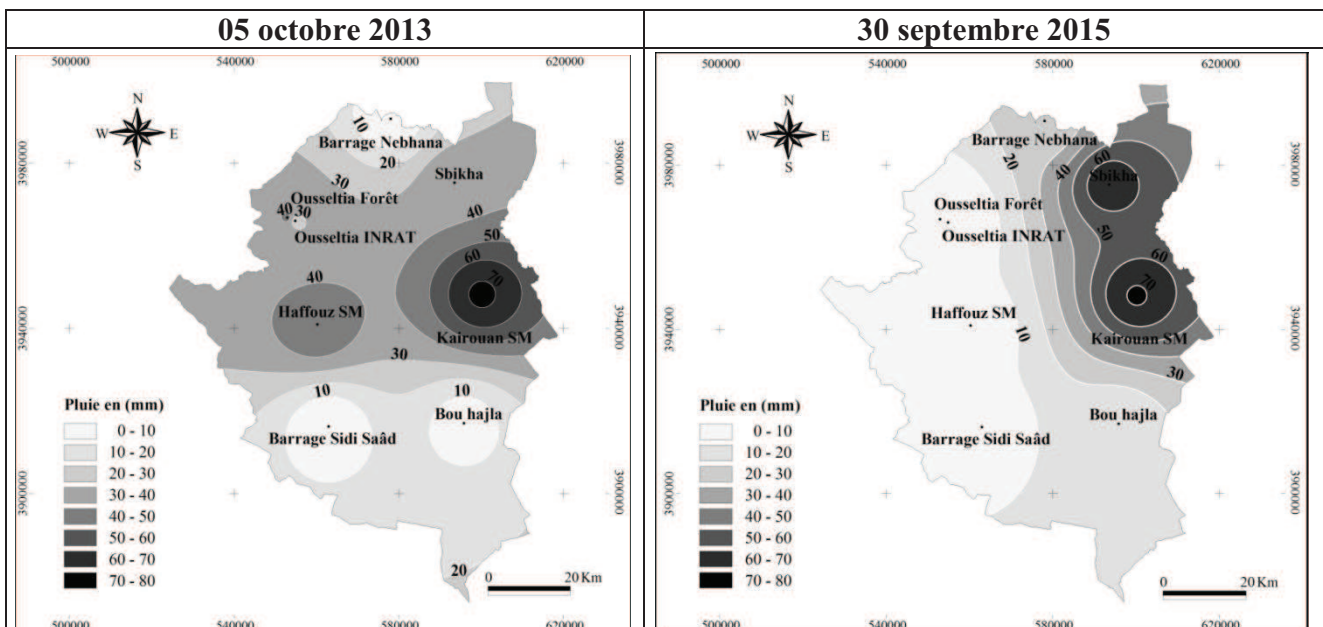 05 octobre 2013
30 septembre 2015
500000 540000 580000 620000
N
W E
S
10
Barrage Nebhana
20
3980000 3980000
30
Sbikha
Ousseltia Forêt
40 30
40
Ousseltia INRAT
50
60
70
40
Haffouz SM
3940000 3940000
Kairouan SM
30
Pluie en (mm)
10 10
Bou hajla
Barrage Sidi Saâd
0 - 10
10 - 20
20 - 30
30 - 40
40 - 50
50 - 60
60 - 70
70 - 80
3900000 3900000
20
0 20 Km
500000 540000 580000 620000
500000 540000 580000 620000
N
W E
S
Barrage Nebhana
20
60
40
3980000 3980000
Sbikha
Ousseltia Forêt
Ousseltia INRAT
50
60
70
Haffouz SM
10
3940000 3940000
Kairouan SM
30
Pluie en (mm)
Bou hajla
Barrage Sidi Saâd
0 - 10
10 - 20
20 - 30
30 - 40
40 - 50
50 - 60
60 - 70
70 - 80
3900000 3900000
0 20 Km
500000 540000 580000 620000